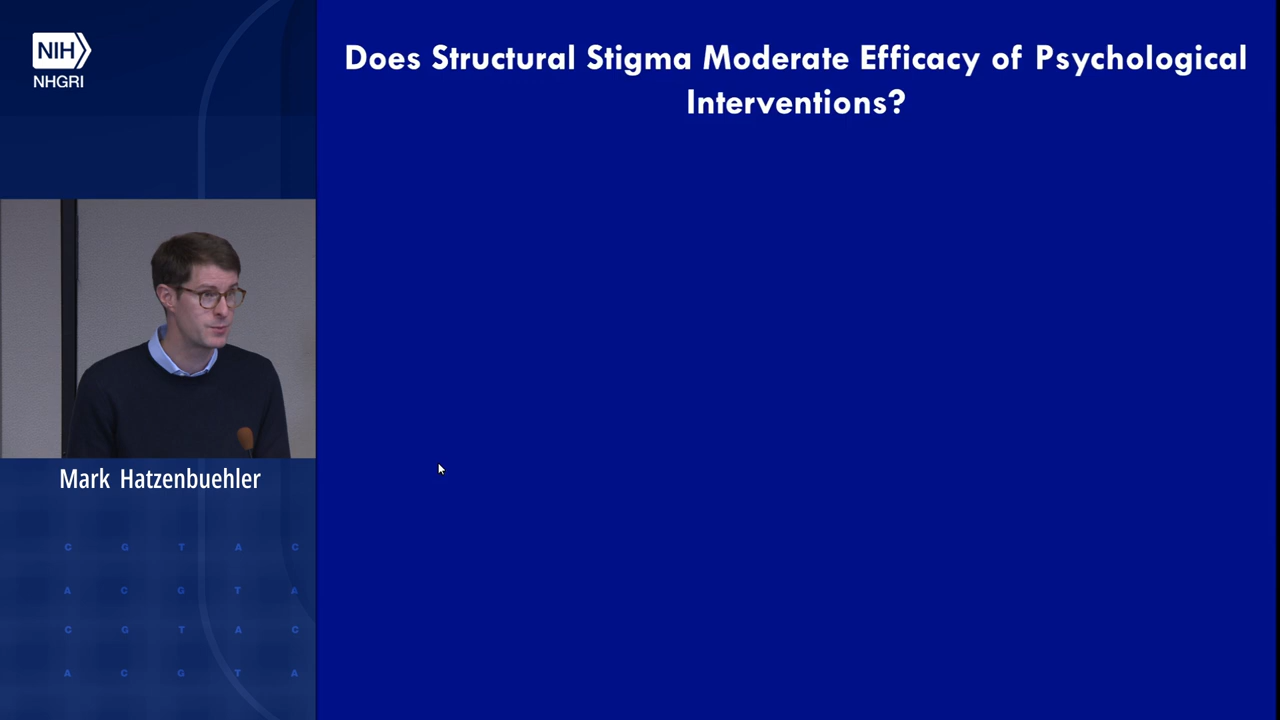 NIH
NHGRI
Does Structural Stigma Moderate Efficacy of Psychological
Interventions?
Mark Hatzenbuehler
C G T A C
A C G T A
C G T A C
A C G T A